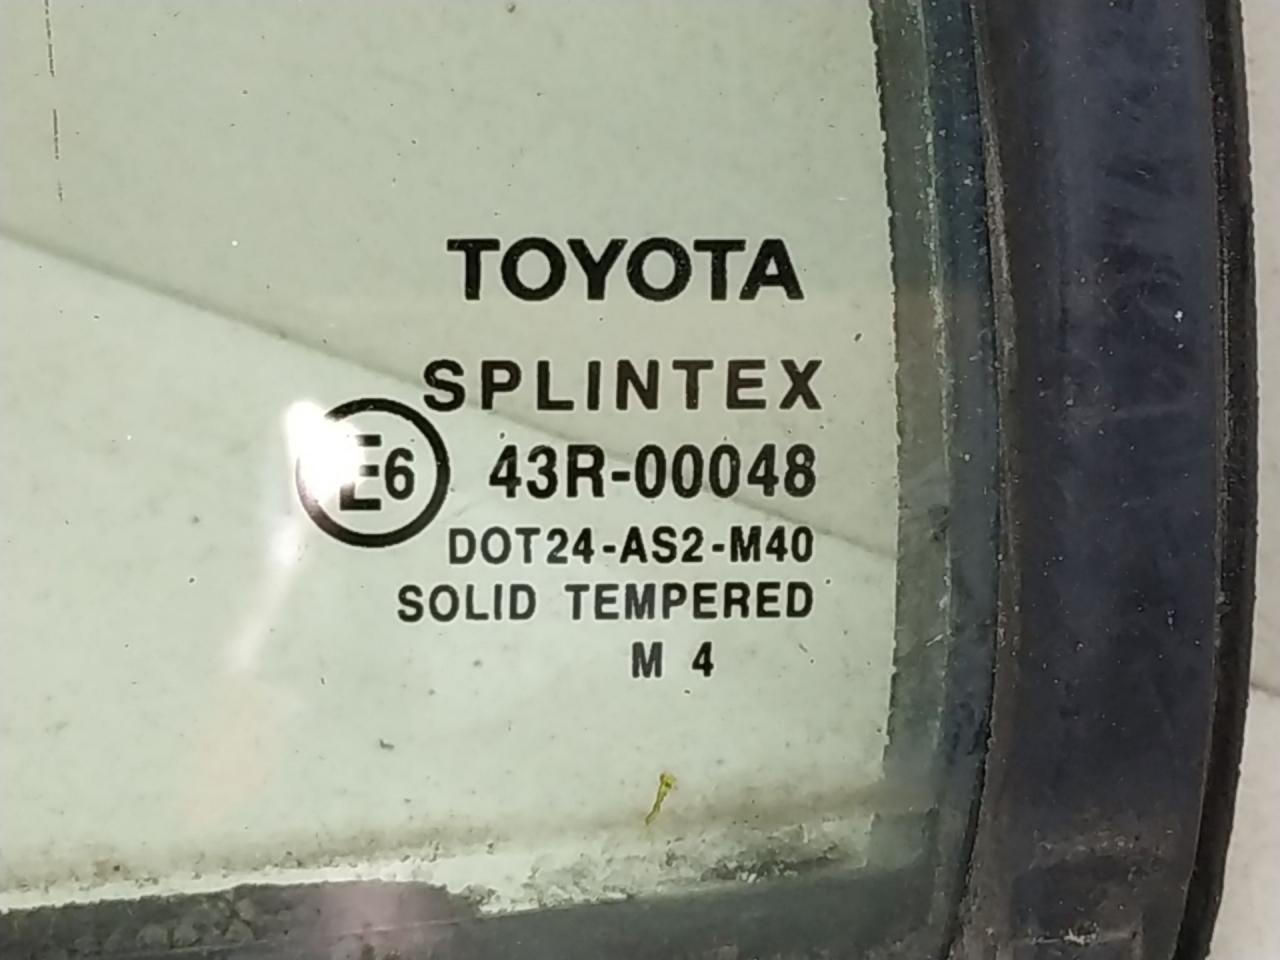 TOYOTA
SPLINTEX
E6 43R-00048
DOT24-AS2-M40
SOLID TEMPERED
M 4